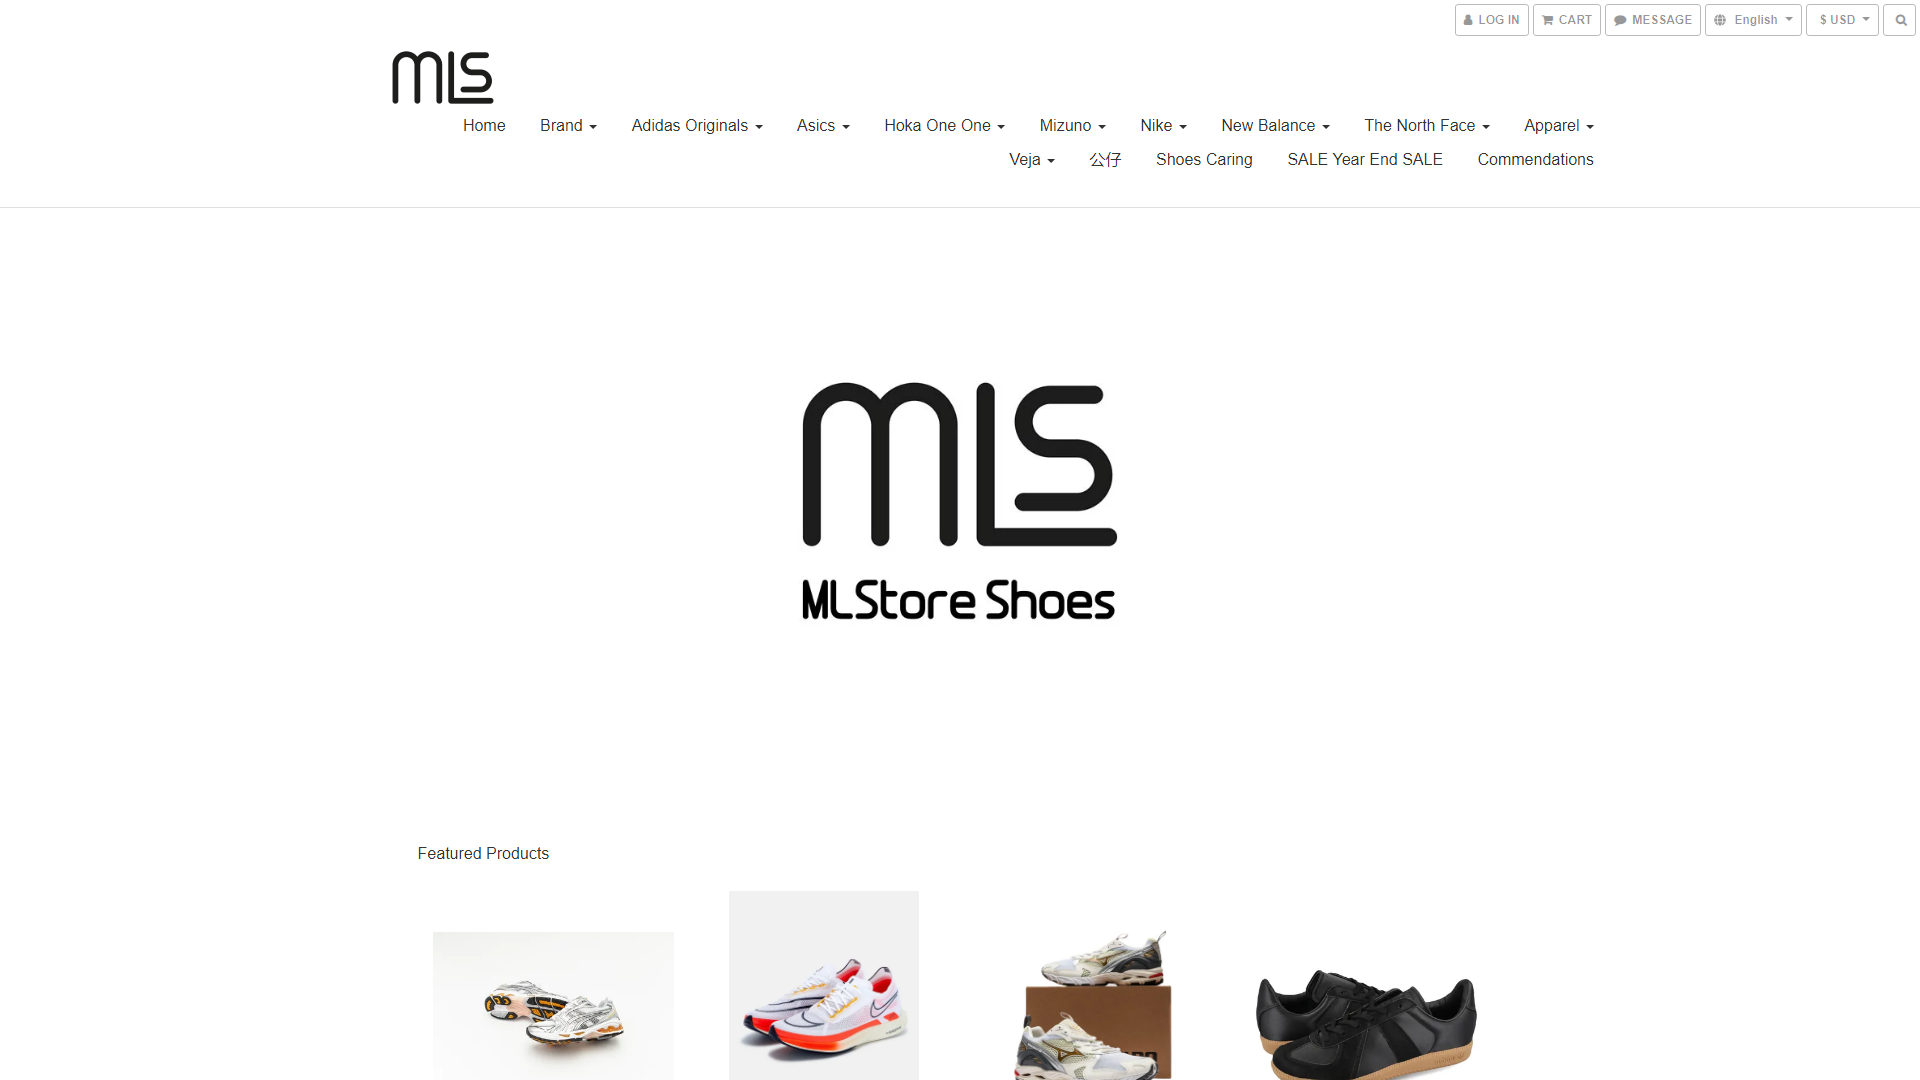 LOG IN CART MESSAGE English $ USD
mls
Home Brand Adidas Originals Asics Hoka One One Mizuno Nike New Balance The North Face Apparel
Veja 公仔 Shoes Caring SALE Year End SALE Commendations
mls
MLStore Shoes
Featured Products